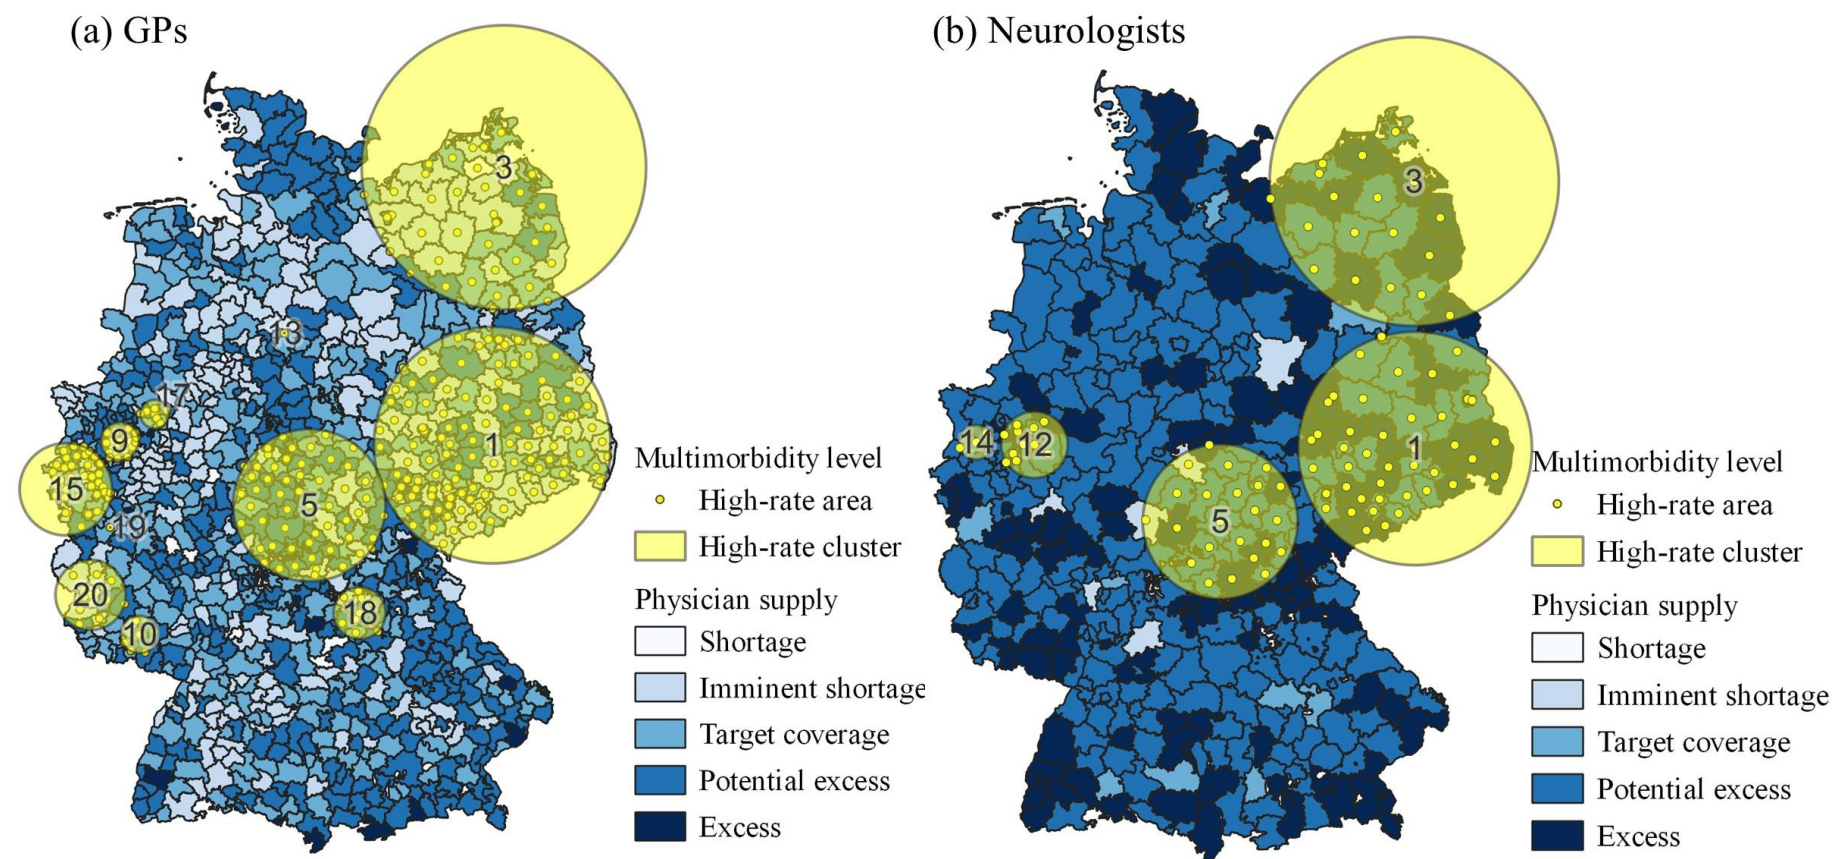 (a) GPs
3
13
17
9
1
15
5
19
20
18
10
Multimorbidity level
High-rate area
High-rate cluster
Physician supply
Shortage
Imminent shortage
Target coverage
Potential excess
Excess
(b) Neurologists
3
14
9
12
1
5
Multimorbidity level
High-rate area
High-rate cluster
Physician supply
Shortage
Imminent shortage
Target coverage
Potential excess
Excess